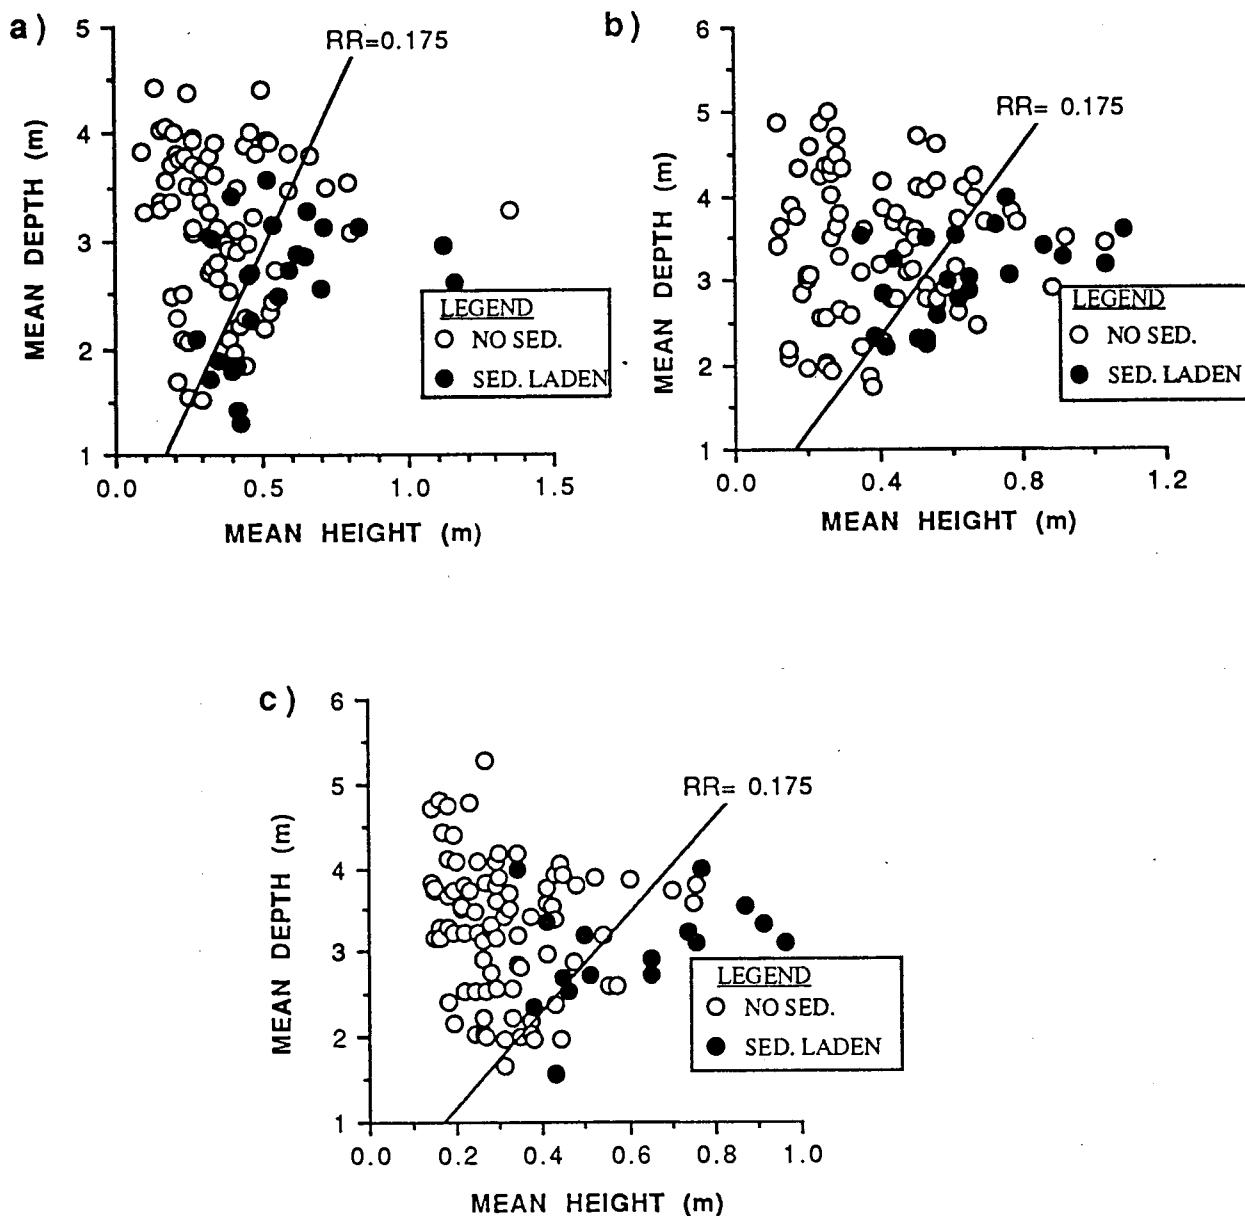 a)
5
4
3
2
1
MEAN DEPTH (m)
RR=0.175
LEGEND
NO SED.
SED. LADEN
0.0
0.5
1.0
1.5
MEAN HEIGHT (m)
b)
6
5
4
3
2
1
MEAN DEPTH (m)
RR= 0.175
LEGEND
NO SED.
SED. LADEN
0.0
0.4
0.8
1.2
MEAN HEIGHT (m)
c)
6
5
4
3
2
1
MEAN DEPTH (m)
RR= 0.175
LEGEND
NO SED.
SED. LADEN
0.0
0.2
0.4
0.6
0.8
1.0
MEAN HEIGHT (m)